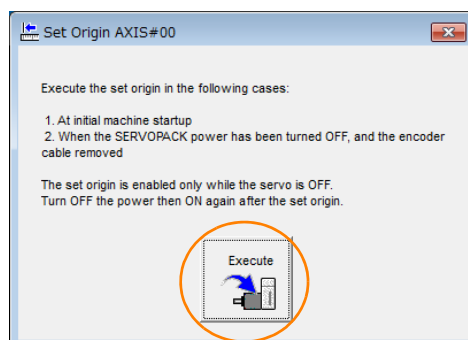 Set Origin AXIS#00
Execute the set origin in the following cases:
1. At initial machine startup
2. When the SERVOPACK power has been turned OFF, and the encoder
cable removed
The set origin is enabled only while the servo is OFF.
Turn OFF the power then ON again after the set origin.
Execute